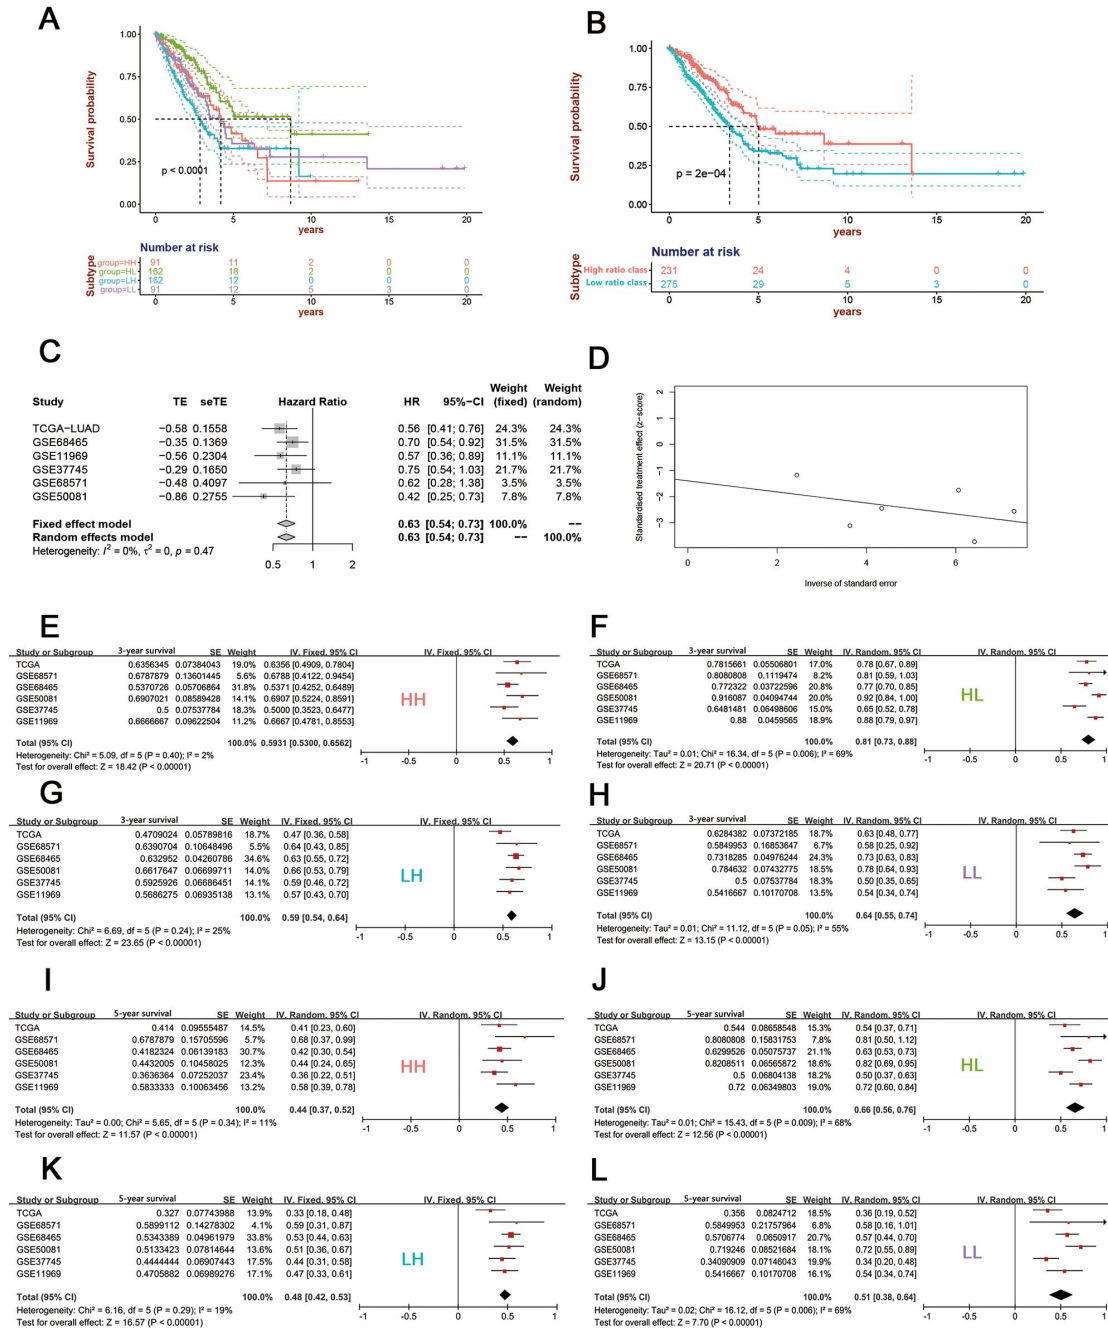 A
B
Survival probability
1.00
0.75
0.50
0.25
0.00
p < 0.0001
0 5 10 15 20
years
Number at risk
Subtype
group=HH 91 11 2 0 0
group=HL 162 18 2 0 0
group=LH 162 12 0 0 0
group=LL 91 12 5 3 0
0 5 10 15 20
years
Survival probability
1.00
0.75
0.50
0.25
0.00
p = 2e-04
0 5 10 15 20
years
Number at risk
Subtype
High ratio class 231 24 4 0 0
Low ratio class 275 29 5 3 0
0 5 10 15 20
years
C
Weight Weight
Study TE seTE Hazard Ratio HR 95%-CI (fixed) (random)
TCGA-LUAD -0.58 0.1558 0.56 [0.41; 0.76] 24.3% 24.3%
GSE68465 -0.35 0.1369 0.70 [0.54; 0.92] 31.5% 31.5%
GSE11969 -0.56 0.2304 0.57 [0.36; 0.89] 11.1% 11.1%
GSE37745 -0.29 0.1650 0.75 [0.54; 1.03] 21.7% 21.7%
GSE68571 -0.48 0.4097 0.62 [0.28; 1.38] 3.5% 3.5%
GSE50081 -0.86 0.2755 0.42 [0.25; 0.73] 7.8% 7.8%
Fixed effect model 0.63 [0.54; 0.73] 100.0% --
Random effects model 0.63 [0.54; 0.73] -- 100.0%
Heterogeneity: I² = 0%, τ² = 0, p = 0.47
0.5 1 2
D
Standardised treatment effect (z-score)
2
1
0
-1
-2
-3
0 2 4 6
Inverse of standard error
E
3-year survival
Study or Subgroup SE Weight IV. Fixed. 95% CI IV. Fixed. 95% CI
TCGA 0.6356345 0.07384043 19.0% 0.6356 [0.4909, 0.7804]
GSE68571 0.6787879 0.13601445 5.6% 0.6788 [0.4122, 0.9454]
GSE68465 0.5370726 0.05706864 31.8% 0.5371 [0.4252, 0.6489]
GSE50081 0.6907021 0.08589428 14.1% 0.6907 [0.5224, 0.8591]
GSE37745 0.5 0.07537784 18.3% 0.5000 [0.3523, 0.6477]
GSE11969 0.6666667 0.09622504 11.2% 0.6667 [0.4781, 0.8553]
HH
Total (95% CI) 100.0% 0.5931 [0.5300, 0.6562]
Heterogeneity: Chi² = 5.09, df = 5 (P = 0.40); I² = 2%
Test for overall effect: Z = 18.42 (P < 0.00001)
-1 -0.5 0 0.5 1
F
3-year survival
Study or Subgroup SE Weight IV. Random. 95% CI IV. Random. 95% CI
TCGA 0.7815661 0.05506801 17.0% 0.78 [0.67, 0.89]
GSE68571 0.8080808 0.1119474 8.2% 0.81 [0.59, 1.03]
GSE68465 0.772322 0.03722596 20.8% 0.77 [0.70, 0.85]
GSE50081 0.916087 0.04094744 20.0% 0.92 [0.84, 1.00]
GSE37745 0.6481481 0.06498606 15.0% 0.65 [0.52, 0.78]
GSE11969 0.88 0.0459565 18.9% 0.88 [0.79, 0.97]
HL
Total (95% CI) 100.0% 0.81 [0.73, 0.88]
Heterogeneity: Tau² = 0.01; Chi² = 16.34, df = 5 (P = 0.006); I² = 69%
Test for overall effect: Z = 20.71 (P < 0.00001)
-1 -0.5 0 0.5 1
G
3-year survival
Study or Subgroup SE Weight IV. Fixed. 95% CI IV. Fixed. 95% CI
TCGA 0.4709024 0.05789816 18.7% 0.47 [0.36, 0.58]
GSE68571 0.6390704 0.10648496 5.5% 0.64 [0.43, 0.85]
GSE68465 0.632952 0.04260786 34.6% 0.63 [0.55, 0.72]
GSE50081 0.6617647 0.06699711 14.0% 0.66 [0.53, 0.79]
GSE37745 0.5925926 0.06686451 14.1% 0.59 [0.46, 0.72]
GSE11969 0.5686275 0.06935138 13.1% 0.57 [0.43, 0.70]
LH
Total (95% CI) 100.0% 0.59 [0.54, 0.64]
Heterogeneity: Chi² = 6.69, df = 5 (P = 0.24); I² = 25%
Test for overall effect: Z = 23.65 (P < 0.00001)
-1 -0.5 0 0.5 1
H
3-year survival
Study or Subgroup SE Weight IV. Random. 95% CI IV. Random. 95% CI
TCGA 0.6284382 0.07372185 18.7% 0.63 [0.48, 0.77]
GSE68571 0.5849953 0.16853647 6.7% 0.58 [0.25, 0.92]
GSE68465 0.7318285 0.04976244 24.3% 0.73 [0.63, 0.83]
GSE50081 0.784632 0.07432775 18.1% 0.78 [0.64, 0.93]
GSE37745 0.5 0.07537784 18.3% 0.50 [0.35, 0.65]
GSE11969 0.5416667 0.10170708 13.5% 0.54 [0.34, 0.74]
LL
Total (95% CI) 100.0% 0.64 [0.55, 0.74]
Heterogeneity: Tau² = 0.01; Chi² = 11.12, df = 5 (P = 0.05); I² = 55%
Test for overall effect: Z = 13.15 (P < 0.00001)
-1 -0.5 0 0.5 1
I
Study or Subgroup 5-year survival SE Weight IV. Random. 95% CI IV. Random. 95% CI
TCGA 0.414 0.09555487 14.5% 0.41 [0.23, 0.60]
GSE68571 0.6787879 0.15705596 5.7% 0.68 [0.37, 0.99]
GSE68465 0.4182324 0.06139183 30.7% 0.42 [0.30, 0.54]
GSE50081 0.4432005 0.10458025 12.3% 0.44 [0.24, 0.65]
GSE37745 0.3636364 0.07252037 23.4% 0.36 [0.22, 0.51]
GSE11969 0.5833333 0.10063456 13.2% 0.58 [0.39, 0.78]
HH
Total (95% CI) 100.0% 0.44 [0.37, 0.52]
Heterogeneity: Tau² = 0.00; Chi² = 5.65, df = 5 (P = 0.34); I² = 11%
Test for overall effect: Z = 11.57 (P < 0.00001)
-1 -0.5 0 0.5 1
J
Study or Subgroup 5-year survival SE Weight IV. Random. 95% CI IV. Random. 95% CI
TCGA 0.544 0.08658548 15.3% 0.54 [0.37, 0.71]
GSE68571 0.8080808 0.15831753 7.8% 0.81 [0.50, 1.12]
GSE68465 0.6299526 0.05075737 21.1% 0.63 [0.53, 0.73]
GSE50081 0.8208511 0.06565872 18.6% 0.82 [0.69, 0.95]
GSE37745 0.5 0.06804138 18.1% 0.50 [0.37, 0.63]
GSE11969 0.72 0.06349803 19.0% 0.72 [0.60, 0.84]
HL
Total (95% CI) 100.0% 0.66 [0.56, 0.76]
Heterogeneity: Tau² = 0.01; Chi² = 15.43, df = 5 (P = 0.009); I² = 68%
Test for overall effect: Z = 12.56 (P < 0.00001)
-1 -0.5 0 0.5 1
K
Study or Subgroup 5-year survival SE Weight IV. Fixed. 95% CI IV. Fixed. 95% CI
TCGA 0.327 0.07743988 13.9% 0.33 [0.18, 0.48]
GSE68571 0.5899112 0.14278302 4.1% 0.59 [0.31, 0.87]
GSE68465 0.5343389 0.04961979 33.8% 0.53 [0.44, 0.63]
GSE50081 0.5133423 0.07814644 13.6% 0.51 [0.36, 0.67]
GSE37745 0.4444444 0.06907443 17.5% 0.44 [0.31, 0.58]
GSE11969 0.4705882 0.06989276 17.1% 0.47 [0.33, 0.61]
LH
Total (95% CI) 100.0% 0.48 [0.42, 0.53]
Heterogeneity: Chi² = 6.16, df = 5 (P = 0.29); I² = 19%
Test for overall effect: Z = 16.57 (P < 0.00001)
-1 -0.5 0 0.5 1
L
Study or Subgroup 5-year survival SE Weight IV. Random. 95% CI IV. Random. 95% CI
TCGA 0.356 0.0824712 18.5% 0.36 [0.19, 0.52]
GSE68571 0.5849953 0.21757964 6.8% 0.58 [0.16, 1.01]
GSE68465 0.5706774 0.0650917 20.7% 0.57 [0.44, 0.70]
GSE50081 0.719246 0.08521684 18.1% 0.72 [0.55, 0.89]
GSE37745 0.34090909 0.07146043 19.7% 0.34 [0.20, 0.48]
GSE11969 0.5416667 0.10170708 16.1% 0.54 [0.34, 0.74]
LL
Total (95% CI) 100.0% 0.51 [0.38, 0.64]
Heterogeneity: Tau² = 0.02; Chi² = 16.12, df = 5 (P = 0.006); I² = 69%
Test for overall effect: Z = 7.70 (P < 0.00001)
-1 -0.5 0 0.5 1